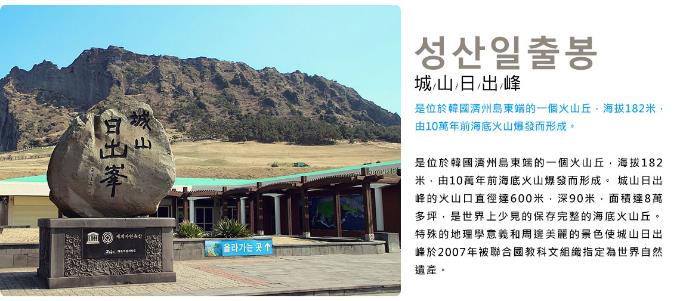 城山
日出峯
세계자연유산
올라가는 곳
성산일출봉
城/山/日/出/峰
是位於韓國濟州島東端的一個火山丘，海拔182米，
由10萬年前海底火山爆發而形成。
是位於韓國濟州島東端的一個火山丘，海拔182
米，由10萬年前海底火山爆發而形成。 城山日出
峰的火山口直徑達600米，深90米，面積達8萬
多坪，是世界上少見的保存完整的海底火山丘。
特殊的地理學意義和周邊美麗的景色使城山日出
峰於2007年被聯合國教科文組織指定為世界自然
遺產。